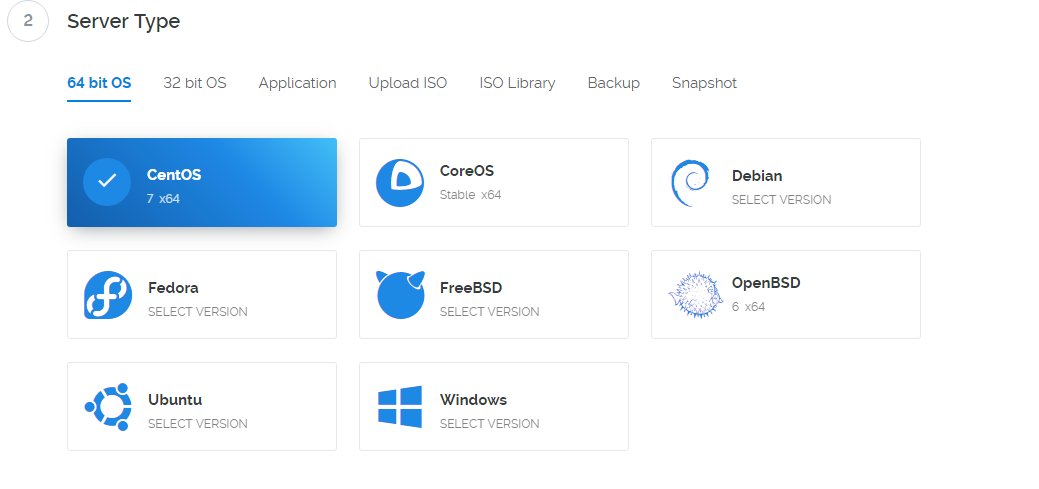 2
Server Type
64 bit OS
32 bit OS
Application
Upload ISO
ISO Library
Backup
Snapshot
CentOS
7 x64
CoreOS
Stable x64
Debian
SELECT VERSION
Fedora
SELECT VERSION
FreeBSD
SELECT VERSION
OpenBSD
6 x64
Ubuntu
SELECT VERSION
Windows
SELECT VERSION